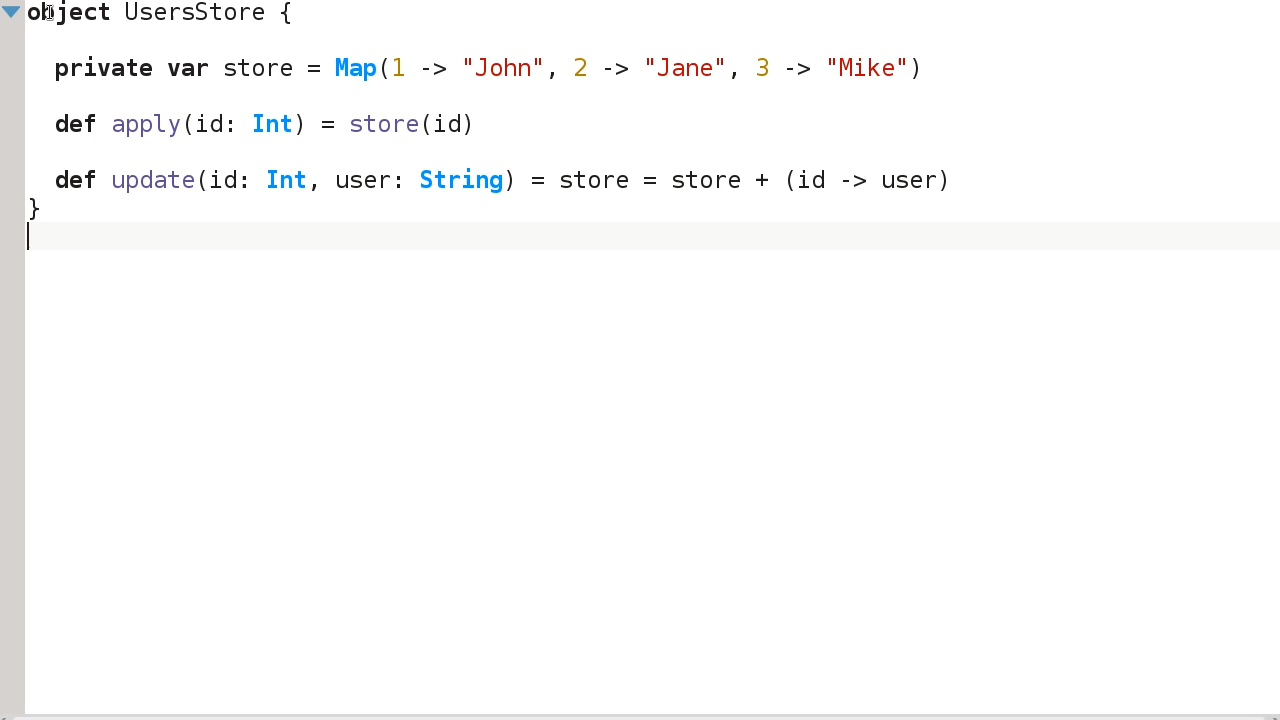 object UsersStore {
private var store = Map(1 -> "John", 2 -> "Jane", 3 -> "Mike")
def apply(id: Int) = store(id)
def update(id: Int, user: String) = store = store + (id -> user)
}